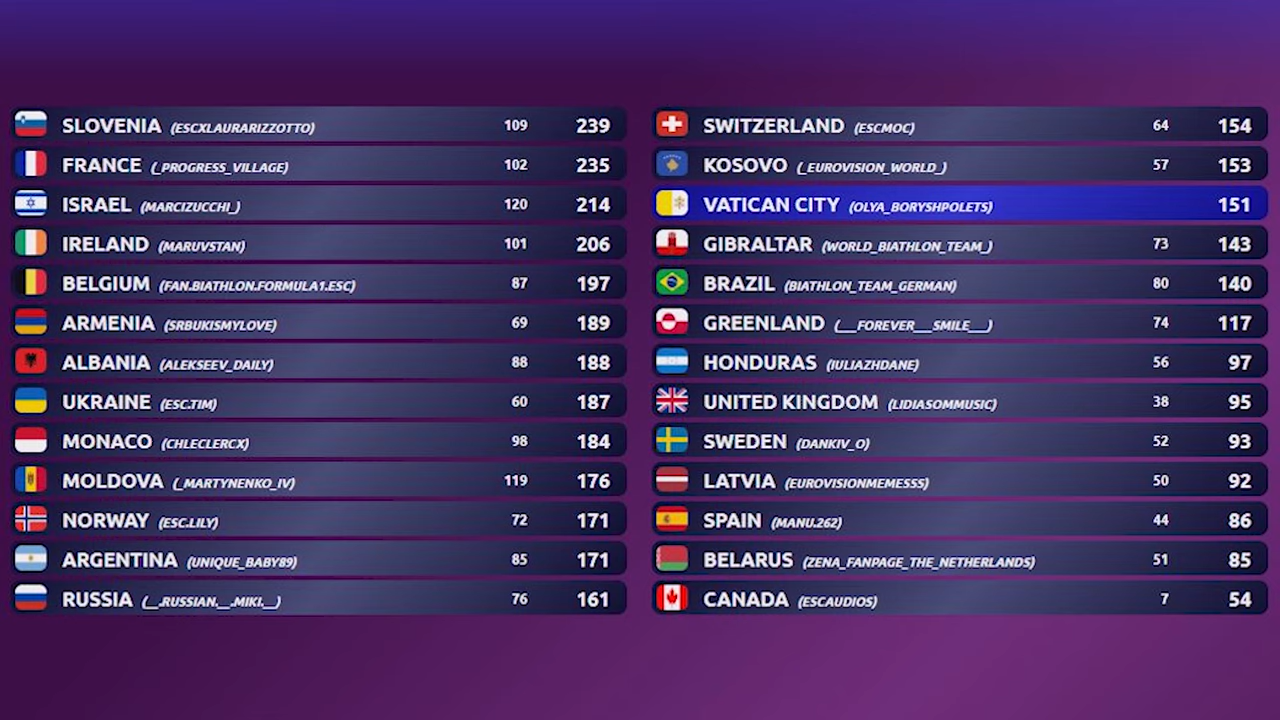 SLOVENIA (ESCXLAURARIZZOTTO) 109 239
FRANCE (_PROGRESS_VILLAGE) 102 235
ISRAEL (MARCIZUCCHI_) 120 214
IRELAND (MARUVSTAN) 101 206
BELGIUM (FAN.BIATHLON.FORMULA1.ESC) 87 197
ARMENIA (SRBUKISMYLOVE) 69 189
ALBANIA (ALEKSEEV_DAILY) 88 188
UKRAINE (ESC.TIM) 60 187
MONACO (CHLECLERCX) 98 184
MOLDOVA (_MARTYNENKO_IV) 119 176
NORWAY (ESC.LILY) 72 171
ARGENTINA (UNIQUE_BABY89) 85 171
RUSSIA (__.RUSSIAN.__.MIKI.__) 76 161
SWITZERLAND (ESCMOC) 64 154
KOSOVO (_EUROVISION_WORLD_) 57 153
VATICAN CITY (OLYA_BORYSHPOLETS) 151
GIBRALTAR (WORLD_BIATHLON_TEAM_) 73 143
BRAZIL (BIATHLON_TEAM_GERMAN) 80 140
GREENLAND (___FOREVER___SMILE___) 74 117
HONDURAS (IULIAZHDANE) 56 97
UNITED KINGDOM (LIDIASOMMUSIC) 38 95
SWEDEN (DANKIV_O) 52 93
LATVIA (EUROVISIONMEMESSS) 50 92
SPAIN (MANU.262) 44 86
BELARUS (ZENA_FANPAGE_THE_NETHERLANDS) 51 85
CANADA (ESCAUDIOS) 7 54